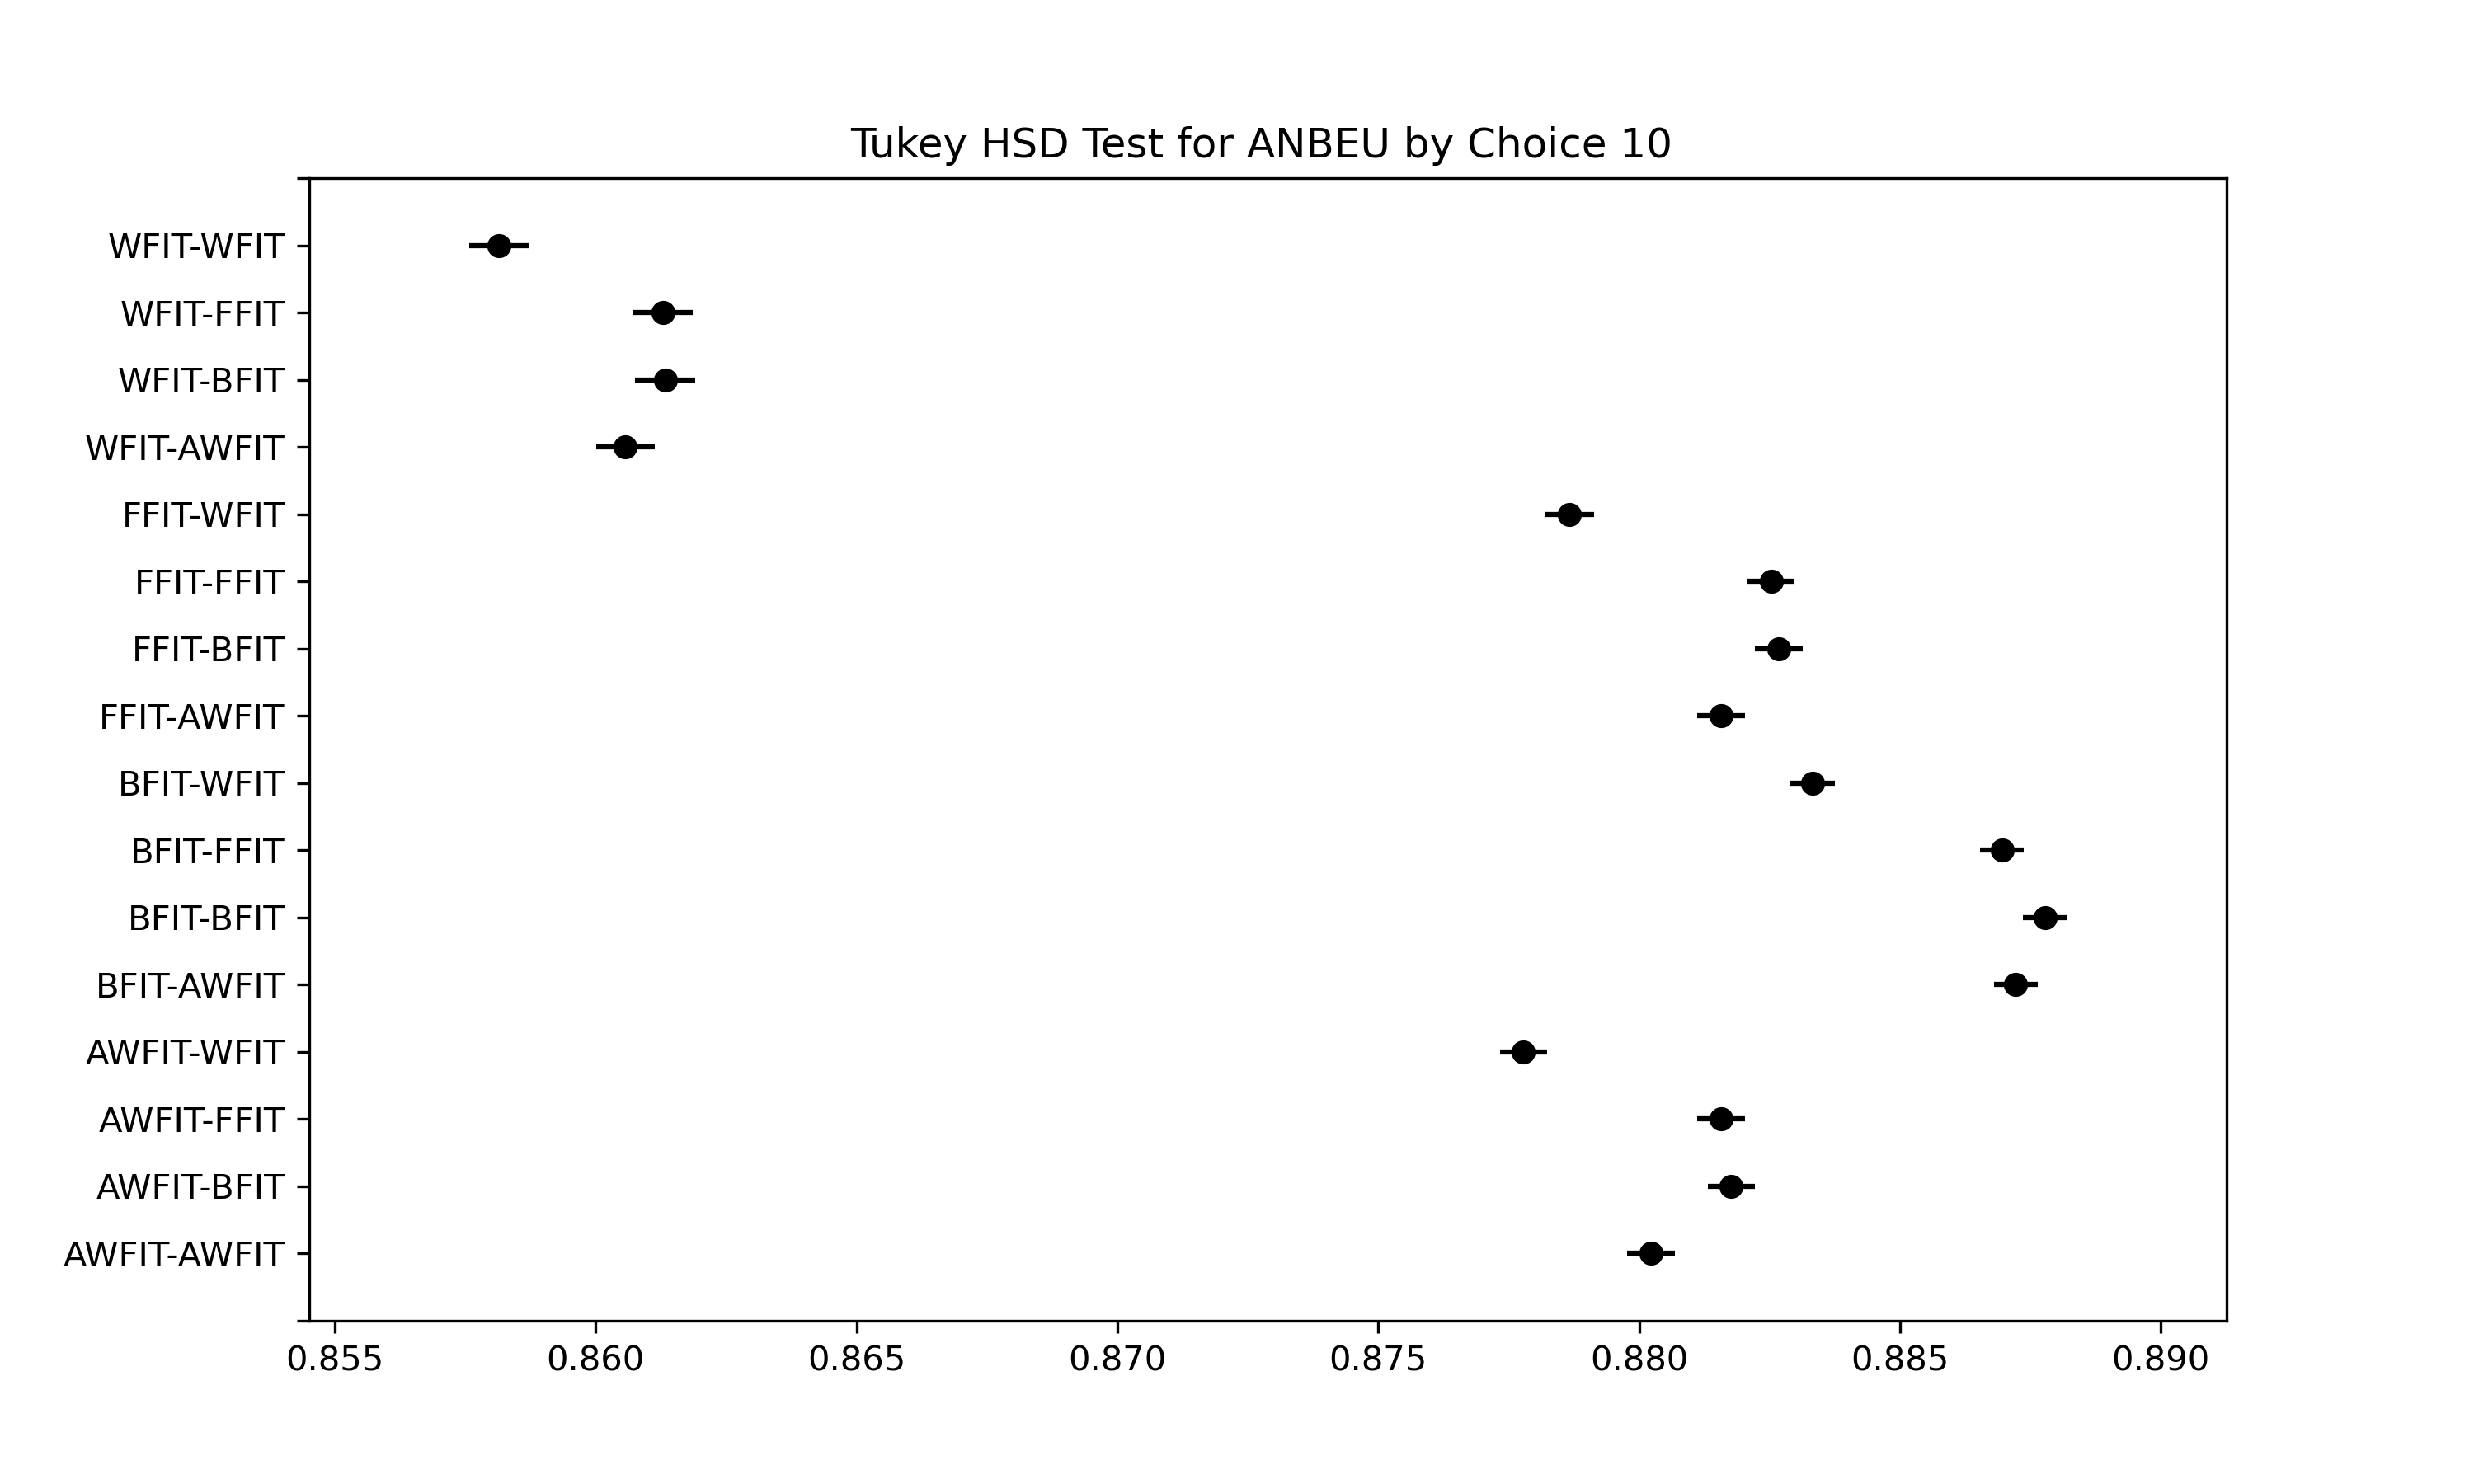 Tukey HSD Test for ANBEU by Choice 10
WFIT-WFIT
WFIT-FFIT
WFIT-BFIT
WFIT-AWFIT
FFIT-WFIT
FFIT-FFIT
FFIT-BFIT
FFIT-AWFIT
BFIT-WFIT
BFIT-FFIT
BFIT-BFIT
BFIT-AWFIT
AWFIT-WFIT
AWFIT-FFIT
AWFIT-BFIT
AWFIT-AWFIT
0.855 0.860 0.865 0.870 0.875 0.880 0.885 0.890